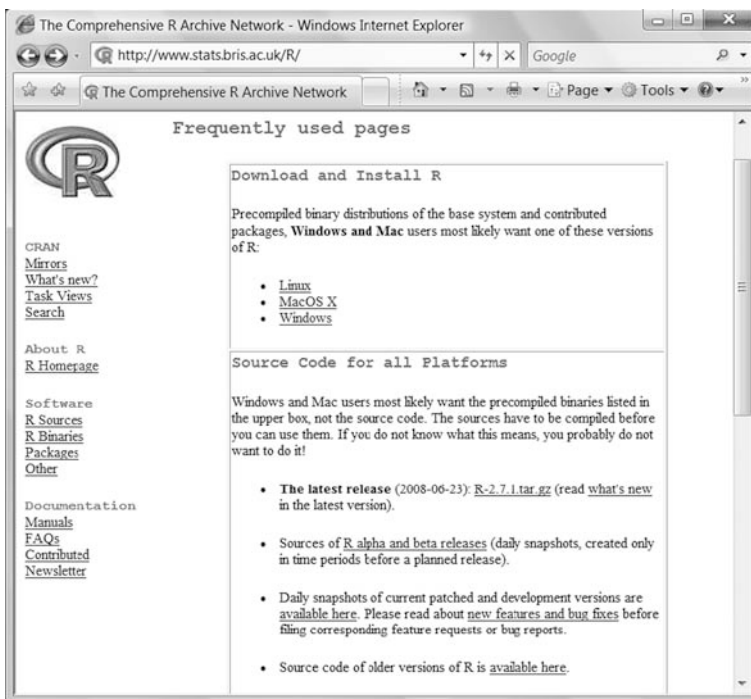 The Comprehensive R Archive Network - Windows Internet Explorer
http://www.stats.bris.ac.uk/R/
Google
The Comprehensive R Archive Network
Page
Tools
R
CRAN
Mirrors
What's new?
Task Views
Search
About R
R Homepage
Software
R Sources
R Binaries
Packages
Other
Documentation
Manuals
FAQs
Contributed
Newsletter
Frequently used pages
Download and Install R
Precompiled binary distributions of the base system and contributed
packages, Windows and Mac users most likely want one of these versions
of R:
• Linux
• MacOS X
• Windows
Source Code for all Platforms
Windows and Mac users most likely want the precompiled binaries listed in
the upper box, not the source code. The sources have to be compiled before
you can use them. If you do not know what this means, you probably do not
want to do it!
• The latest release (2008-06-23): R-2.7.1.tar.gz (read what's new
in the latest version).
• Sources of R alpha and beta releases (daily snapshots, created only
in time periods before a planned release).
• Daily snapshots of current patched and development versions are
available here. Please read about new features and bug fixes before
filing corresponding feature requests or bug reports.
• Source code of older versions of R is available here.